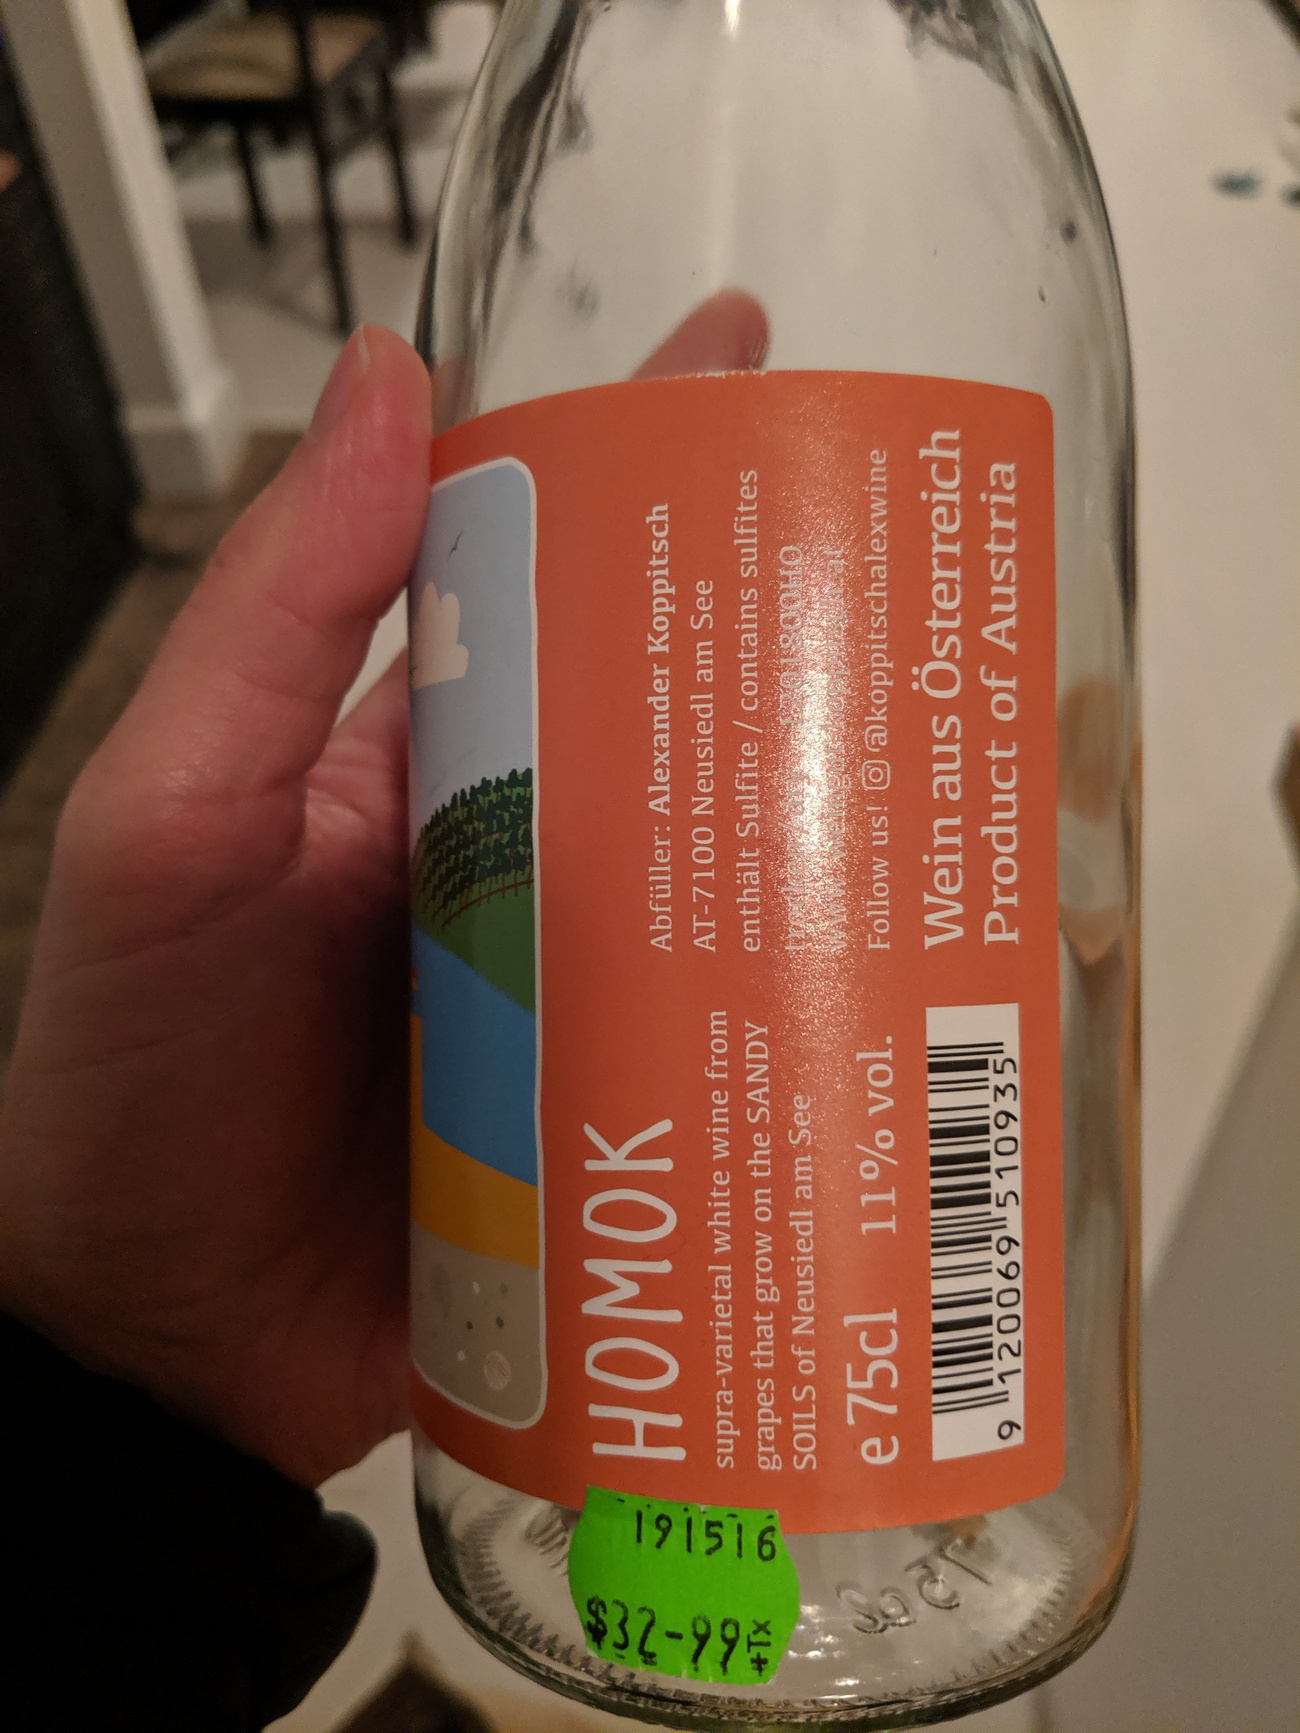 HOMOK
supra-varietal white wine from
grapes that grow on the SANDY
SOILS of Neusiedl am See
e 75cl 11% vol.
9 120069 510935
Abfüller: Alexander Koppitsch
AT-7100 Neusiedl am See
enthält Sulfite / contains sulfites
Follow us! @koppitschalexwine
Wein aus Österreich
Product of Austria
191516
$32-99 +Tx